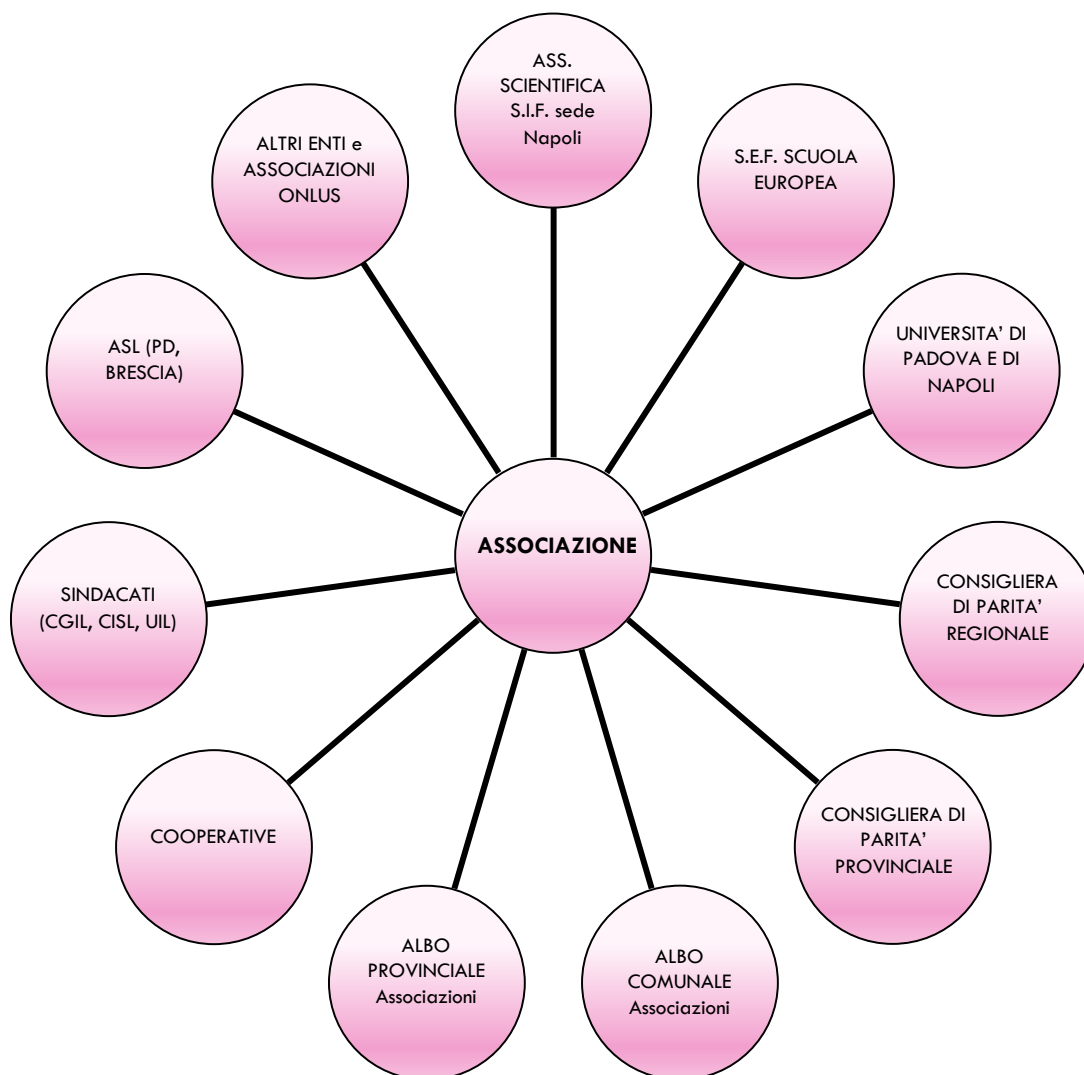 ASS.
SCIENTIFICA
S.I.F. sede
Napoli
S.E.F. SCUOLA
EUROPEA
UNIVERSITA’ DI
PADOVA E DI
NAPOLI
CONSIGLIERA
DI PARITA’
REGIONALE
CONSIGLIERA DI
PARITA’
PROVINCIALE
ALBO
COMUNALE
Associazioni
ALBO
PROVINCIALE
Associazioni
COOPERATIVE
SINDACATI
(CGIL, CISL, UIL)
ASL (PD,
BRESCIA)
ALTRI ENTI e
ASSOCIAZIONI
ONLUS
ASSOCIAZIONE